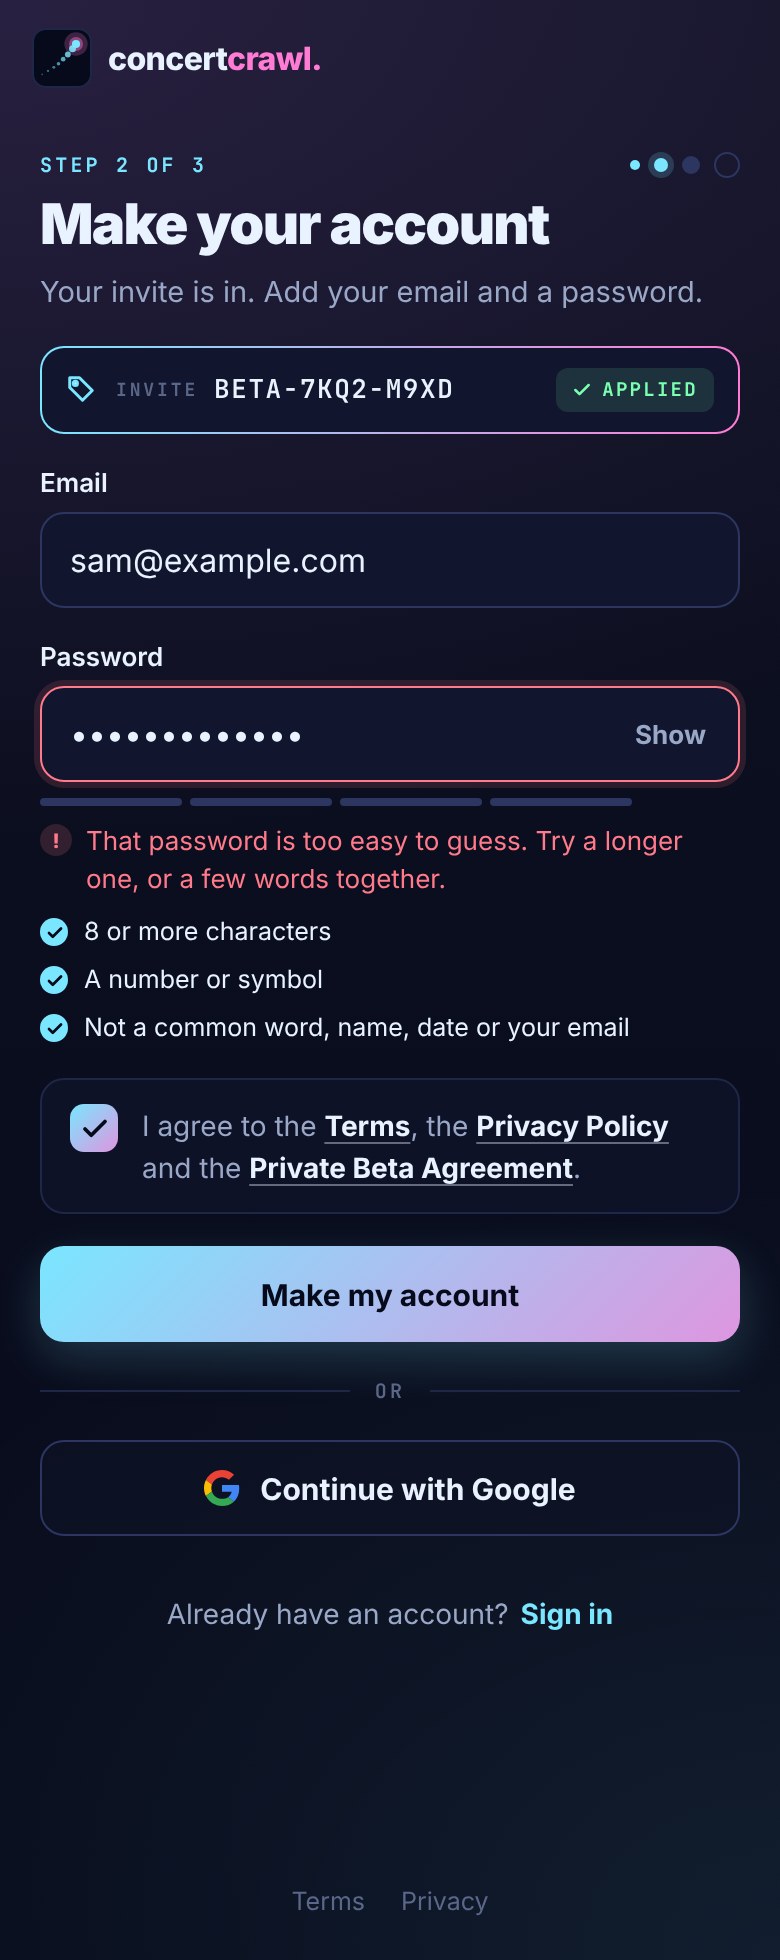 concertcrawl.
STEP 2 OF 3
Make your account
Your invite is in. Add your email and a password.
INVITE BETA-7KQ2-M9XD ✓ APPLIED
Email
sam@example.com
Password
••••••••••••• Show
! That password is too easy to guess. Try a longer
one, or a few words together.
8 or more characters
A number or symbol
Not a common word, name, date or your email
I agree to the Terms, the Privacy Policy
and the Private Beta Agreement.
Make my account
OR
Continue with Google
Already have an account? Sign in
Terms Privacy